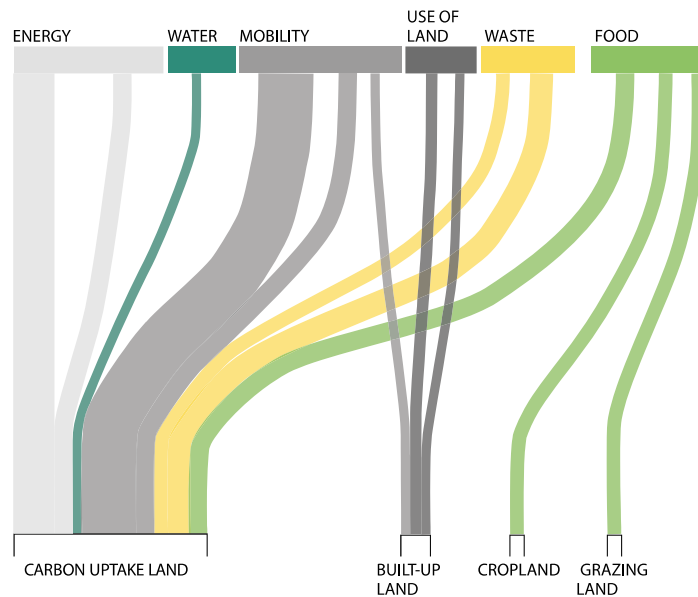 ENERGY
WATER
MOBILITY
USE OF
LAND
WASTE
FOOD
CARBON UPTAKE LAND
BUILT-UP
LAND
CROPLAND
GRAZING
LAND